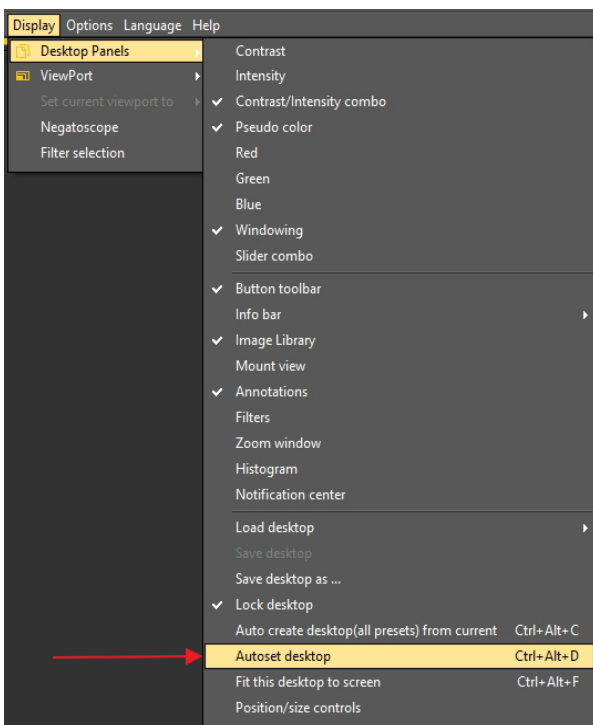 Display Options Language Help
Desktop Panels
ViewPort
Set current viewport to
Negatoscope
Filter selection
Contrast
Intensity
Contrast/Intensity combo
Pseudo color
Red
Green
Blue
Windowing
Slider combo
Button toolbar
Info bar
Image Library
Mount view
Annotations
Filters
Zoom window
Histogram
Notification center
Load desktop
Save desktop
Save desktop as ...
Lock desktop
Auto create desktop(all presets) from current Ctrl+Alt+C
Autoset desktop Ctrl+Alt+D
Fit this desktop to screen Ctrl+Alt+F
Position/size controls